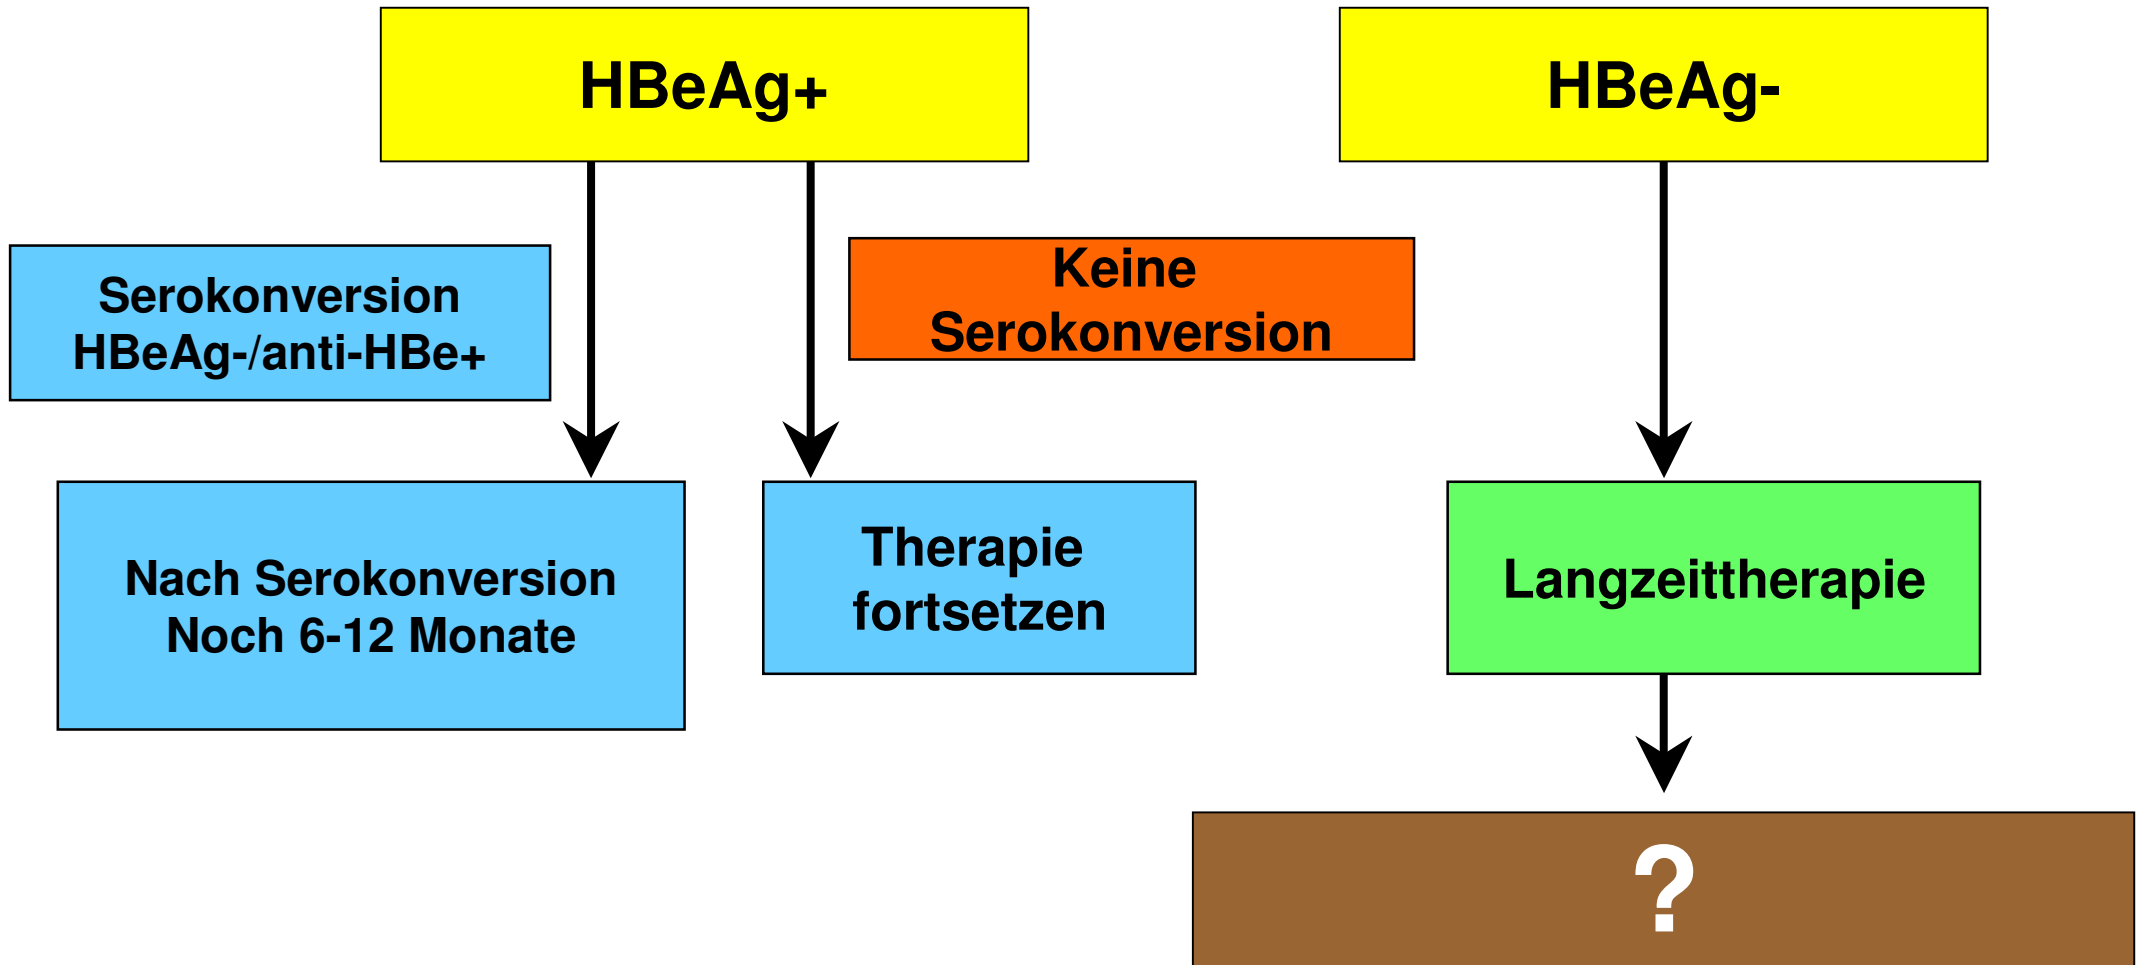 HBeAg+
HBeAg-
Serokonversion
HBeAg-/anti-HBe+
Keine
Serokonversion
Nach Serokonversion
Noch 6-12 Monate
Therapie
fortsetzen
Langzeittherapie
?